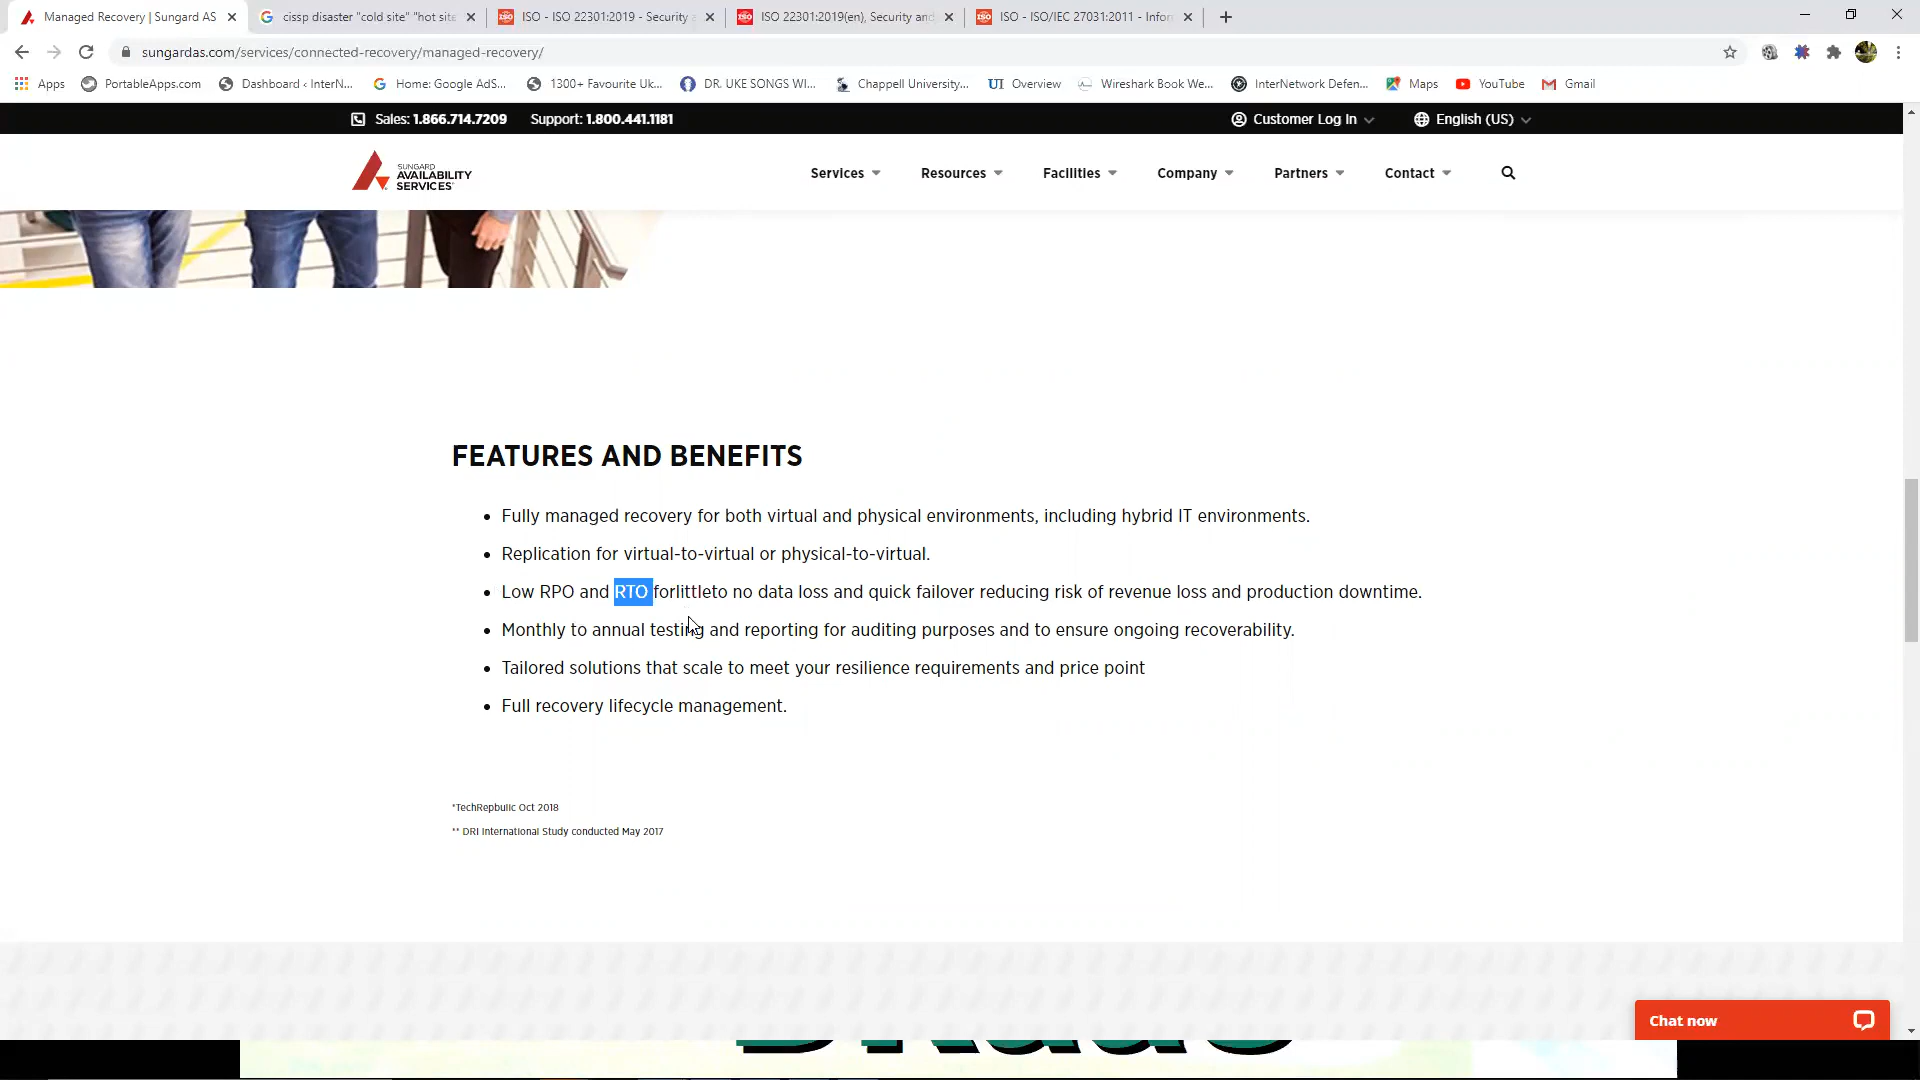 Managed Recovery | Sungard AS
cissp disaster "cold site" "hot site
ISO - ISO 22301:2019 - Security a
ISO 22301:2019(en), Security and
ISO - ISO/IEC 27031:2011 - Infor
sungardas.com/services/connected-recovery/managed-recovery/
Apps
PortableApps.com
Dashboard ‹ InterN...
Home: Google AdS...
1300+ Favourite Uk...
DR. UKE SONGS WI...
Chappell University...
UI Overview
Wireshark Book We...
InterNetwork Defen...
Maps
YouTube
Gmail
Sales: 1.866.714.7209
Support: 1.800.441.1181
Customer Log In
English (US)
SUNGARD
AVAILABILITY
SERVICES
Services
Resources
Facilities
Company
Partners
Contact
FEATURES AND BENEFITS
• Fully managed recovery for both virtual and physical environments, including hybrid IT environments.
• Replication for virtual-to-virtual or physical-to-virtual.
• Low RPO and RTO forlittleto no data loss and quick failover reducing risk of revenue loss and production downtime.
• Monthly to annual testing and reporting for auditing purposes and to ensure ongoing recoverability.
• Tailored solutions that scale to meet your resilience requirements and price point
• Full recovery lifecycle management.
*TechRepbulic Oct 2018
** DRI International Study conducted May 2017
Chat now